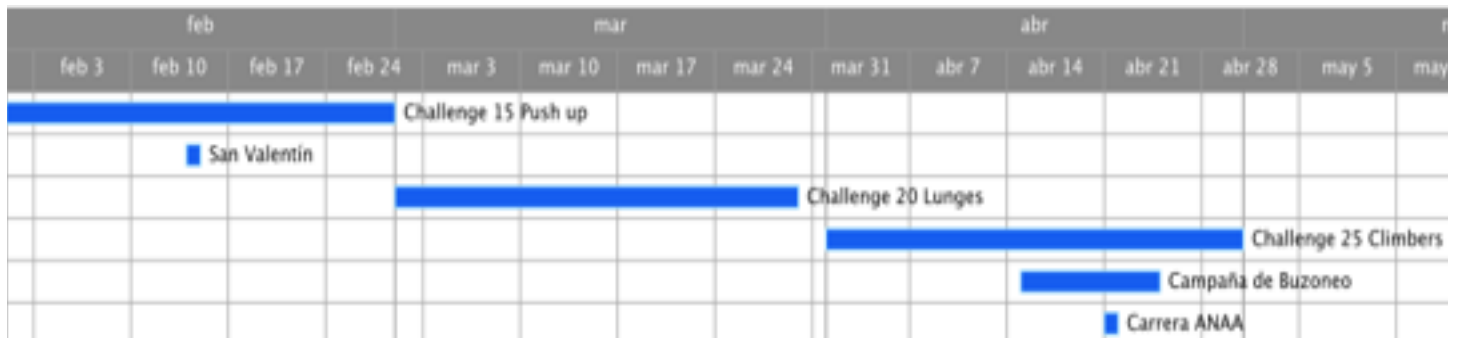 feb mar abr
feb 3 feb 10 feb 17 feb 24 mar 3 mar 10 mar 17 mar 24 mar 31 abr 7 abr 14 abr 21 abr 28 may 5 may
Challenge 15 Push up
San Valentín
Challenge 20 Lunges
Challenge 25 Climbers
Campaña de Buzoneo
Carrera ANAA